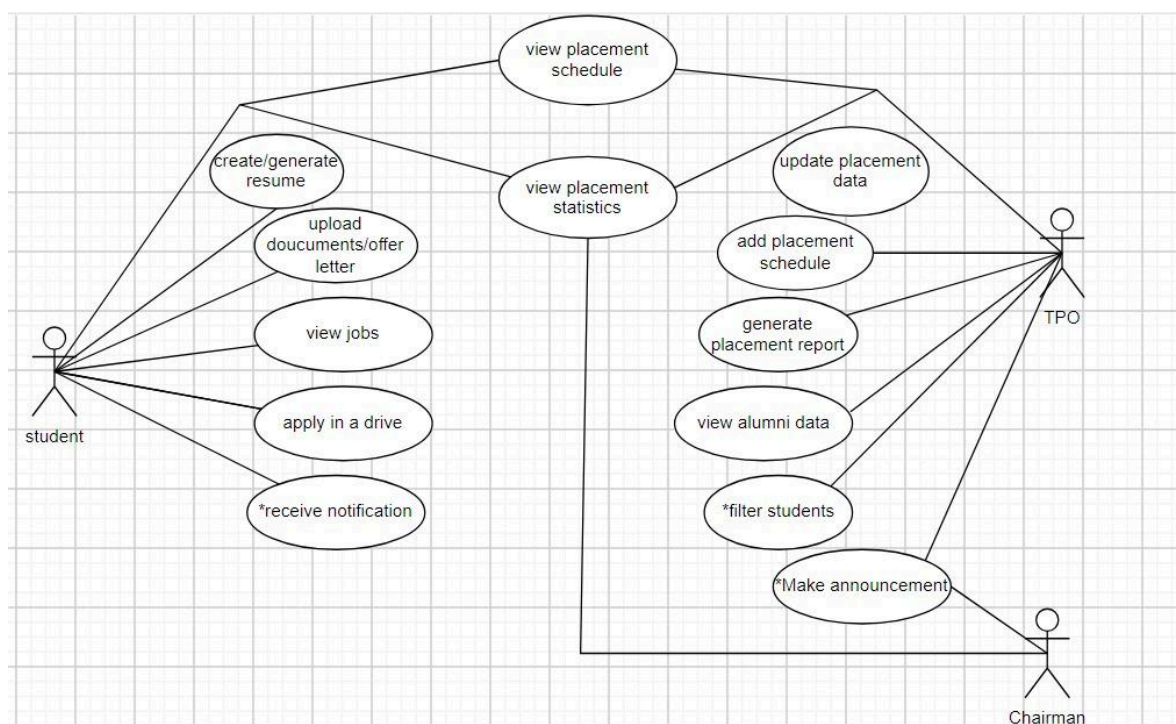 view placement
schedule
create/generate
resume
view placement
statistics
update placement
data
upload
doucuments/offer
letter
add placement
schedule
view jobs
generate
placement report
TPO
student
apply in a drive
view alumni data
*receive notification
*filter students
*Make announcement
Chairman